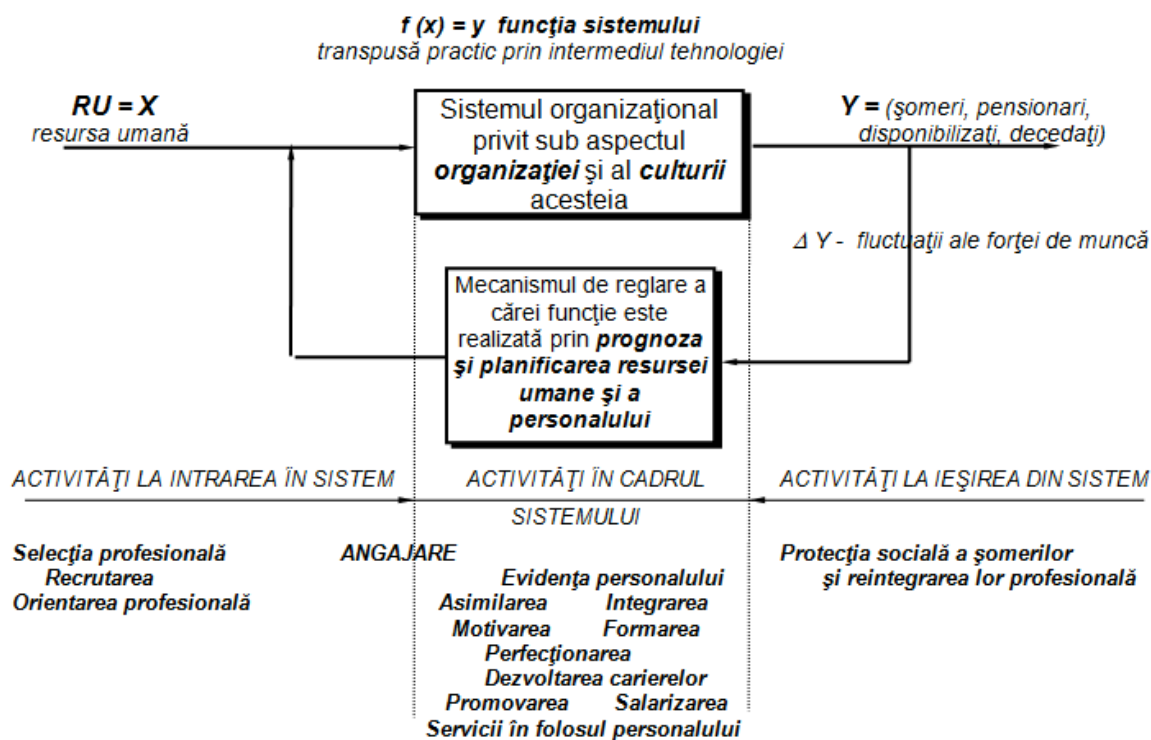 f (x) = y funcţia sistemului
transpusă practic prin intermediul tehnologiei
RU = X
resursa umană
Sistemul organizaţional
privit sub aspectul
organizaţiei şi al culturii
acesteia
Y = (şomeri, pensionari,
disponibilizaţi, decedaţi)
Δ Y - fluctuaţii ale forţei de muncă
Mecanismul de reglare a
cărei funcţie este
realizată prin prognoza
şi planificarea resursei
umane şi a
personalului
ACTIVITĂŢI LA INTRAREA ÎN SISTEM
ACTIVITĂŢI ÎN CADRUL
SISTEMULUI
ACTIVITĂŢI LA IEŞIREA DIN SISTEM
Selecţia profesională
Recrutarea
Orientarea profesională
ANGAJARE
Evidenţa personalului
Asimilarea Integrarea
Motivarea Formarea
Perfecţionarea
Dezvoltarea carierelor
Promovarea Salarizarea
Servicii în folosul personalului
Protecţia socială a şomerilor
şi reintegrarea lor profesională